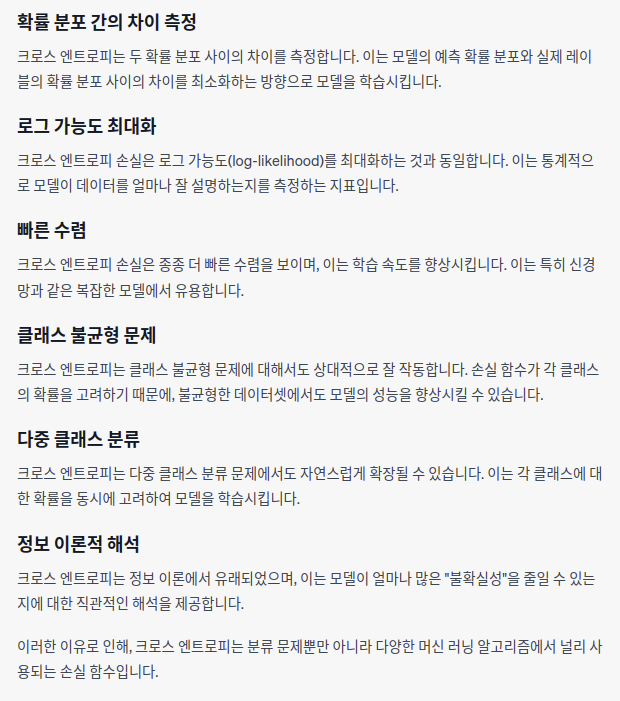 확률 분포 간의 차이 측정
크로스 엔트로피는 두 확률 분포 사이의 차이를 측정합니다. 이는 모델의 예측 확률 분포와 실제 레이
블의 확률 분포 사이의 차이를 최소화하는 방향으로 모델을 학습시킵니다.
로그 가능도 최대화
크로스 엔트로피 손실은 로그 가능도(log-likelihood)를 최대화하는 것과 동일합니다. 이는 통계적으
로 모델이 데이터를 얼마나 잘 설명하는지를 측정하는 지표입니다.
빠른 수렴
크로스 엔트로피 손실은 종종 더 빠른 수렴을 보이며, 이는 학습 속도를 향상시킵니다. 이는 특히 신경
망과 같은 복잡한 모델에서 유용합니다.
클래스 불균형 문제
크로스 엔트로피는 클래스 불균형 문제에 대해서도 상대적으로 잘 작동합니다. 손실 함수가 각 클래스
의 확률을 고려하기 때문에, 불균형한 데이터셋에서도 모델의 성능을 향상시킬 수 있습니다.
다중 클래스 분류
크로스 엔트로피는 다중 클래스 분류 문제에서도 자연스럽게 확장될 수 있습니다. 이는 각 클래스에 대
한 확률을 동시에 고려하여 모델을 학습시킵니다.
정보 이론적 해석
크로스 엔트로피는 정보 이론에서 유래되었으며, 이는 모델이 얼마나 많은 "불확실성"을 줄일 수 있는
지에 대한 직관적인 해석을 제공합니다.
이러한 이유로 인해, 크로스 엔트로피는 분류 문제뿐만 아니라 다양한 머신 러닝 알고리즘에서 널리 사
용되는 손실 함수입니다.